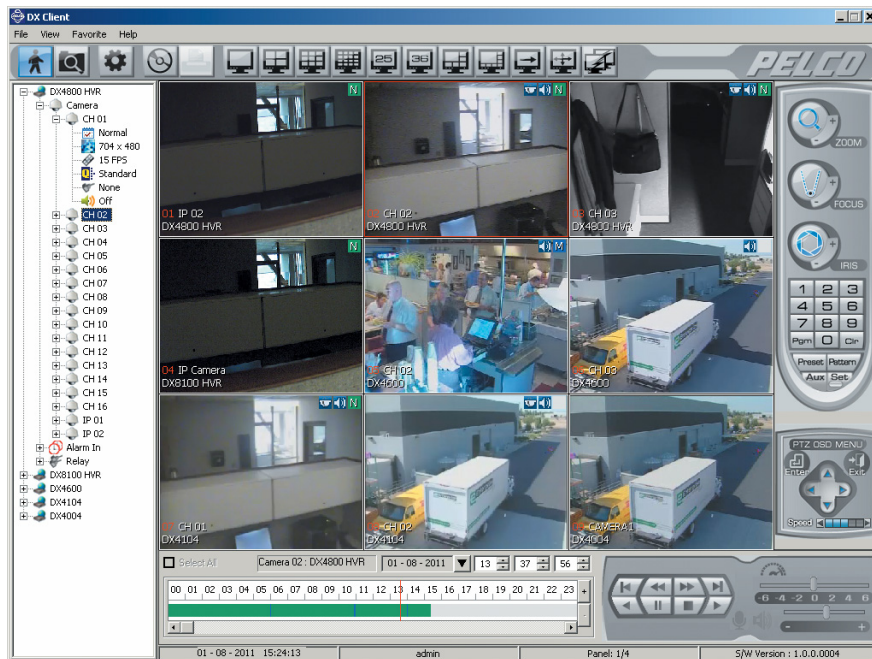 DX Client
File View Favorite Help
25 36
PELCO
DX4800 HVR
Camera
CH 01
Normal
704 x 480
15 FPS
Standard
None
Off
CH 02
CH 03
CH 04
CH 05
CH 06
CH 07
CH 08
CH 09
CH 10
CH 11
CH 12
CH 13
CH 14
CH 15
CH 16
IP 01
IP 02
Alarm In
Relay
DX8100 HVR
DX4600
DX4104
DX4004
N
01 IP 02
DX4800 HVR
N
CH 02
DX4800 HVR
N
CH 03
DX4800 HVR
N
04 IP Camera
DX8100 HVR
M
CH 02
DX4600
CH 03
DX4600
N
CH 01
DX4104
CH 02
DX4104
CAMERA1
DX4004
ZOOM
FOCUS
IRIS
1 2 3
4 5 6
7 8 9
Pgm 0 Clr
Preset Pattern
Aux Set
PTZ OSD MENU
Enter Exit
Speed
Select All Camera 02 : DX4800 HVR 01 - 08 - 2011 13 37 56
00 01 02 03 04 05 06 07 08 09 10 11 12 13 14 15 16 17 18 19 20 21 22 23 +
-
-6 -4 -2 0 2 4 6
- +
01 - 08 - 2011 15:24:13 admin Panel: 1/4 S/W Version : 1.0.0.0004